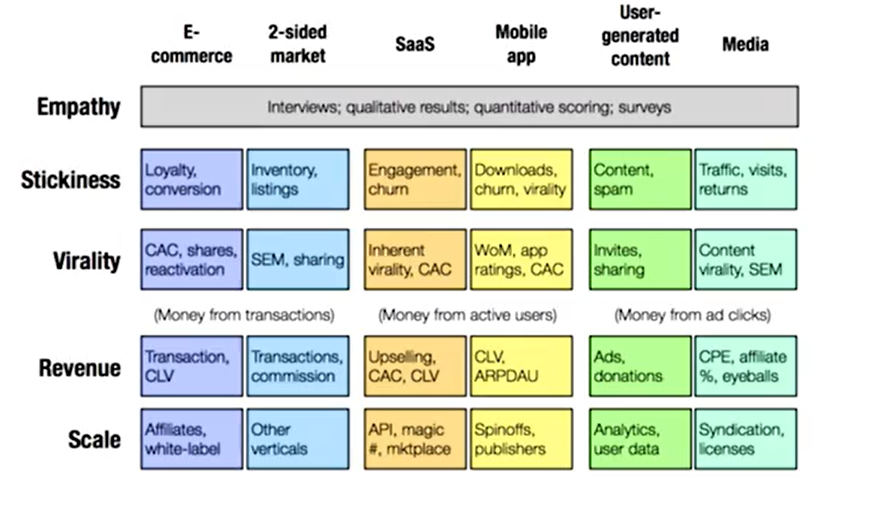 E-
commerce
2-sided
market
SaaS
Mobile
app
User-
generated
content
Media
Empathy
Interviews; qualitative results; quantitative scoring; surveys
Stickiness
Loyalty,
conversion
Inventory,
listings
Engagement,
churn
Downloads,
churn, virality
Content,
spam
Traffic, visits,
returns
Virality
CAC, shares,
reactivation
SEM, sharing
Inherent
virality, CAC
WoM, app
ratings, CAC
Invites,
sharing
Content
virality, SEM
(Money from transactions)
(Money from active users)
(Money from ad clicks)
Revenue
Transaction,
CLV
Transactions,
commission
Upselling,
CAC, CLV
CLV,
ARPDAU
Ads,
donations
CPE, affiliate
%, eyeballs
Scale
Affiliates,
white-label
Other
verticals
API, magic
#, mktplace
Spinoffs,
publishers
Analytics,
user data
Syndication,
licenses